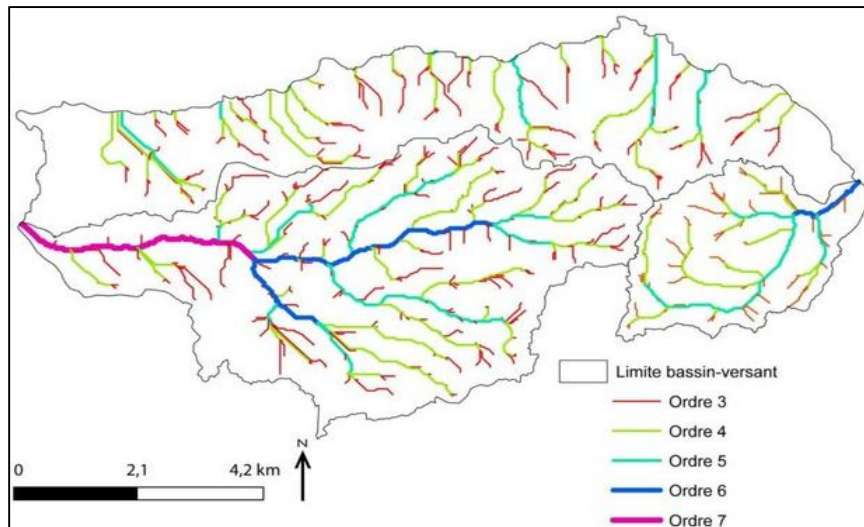 Limite bassin-versant
Ordre 3
Ordre 4
Ordre 5
Ordre 6
Ordre 7
0 2,1 4,2 km
N